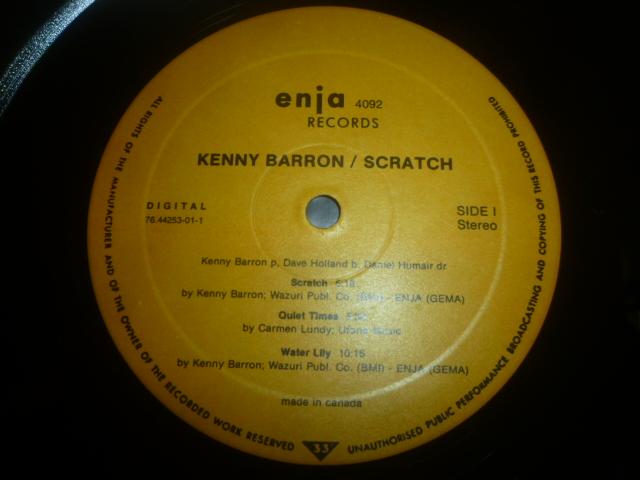 enja 4092
RECORDS
KENNY BARRON / SCRATCH
DIGITAL
76.44253-01-1
SIDE I
Stereo
Kenny Barron p, Dave Holland b, Daniel Humair dr
Scratch
by Kenny Barron; Wazuri Publ. Co. (BMI) - ENJA (GEMA)
Quiet Times
by Carmen Lundy;
Water Lily 10:15
by Kenny Barron; Wazuri Publ. Co. (BMI) - ENJA (GEMA)
made in canada
ALL RIGHTS OF THE MANUFACTURER AND OF THE OWNER OF THE RECORDED WORK RESERVED
33
UNAUTHORISED PUBLIC PERFORMANCE BROADCASTING AND COPYING OF THIS RECORD PROHIBITED